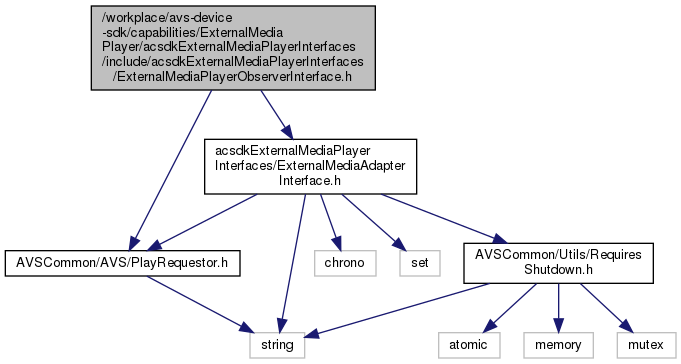 /workplace/avs-device
-sdk/capabilities/ExternalMedia
Player/acsdkExternalMediaPlayerInterfaces
/include/acsdkExternalMediaPlayerInterfaces
/ExternalMediaPlayerObserverInterface.h
acsdkExternalMediaPlayer
Interfaces/ExternalMediaAdapter
Interface.h
AVSCommon/AVS/PlayRequestor.h
chrono
set
AVSCommon/Utils/Requires
Shutdown.h
string
atomic
memory
mutex